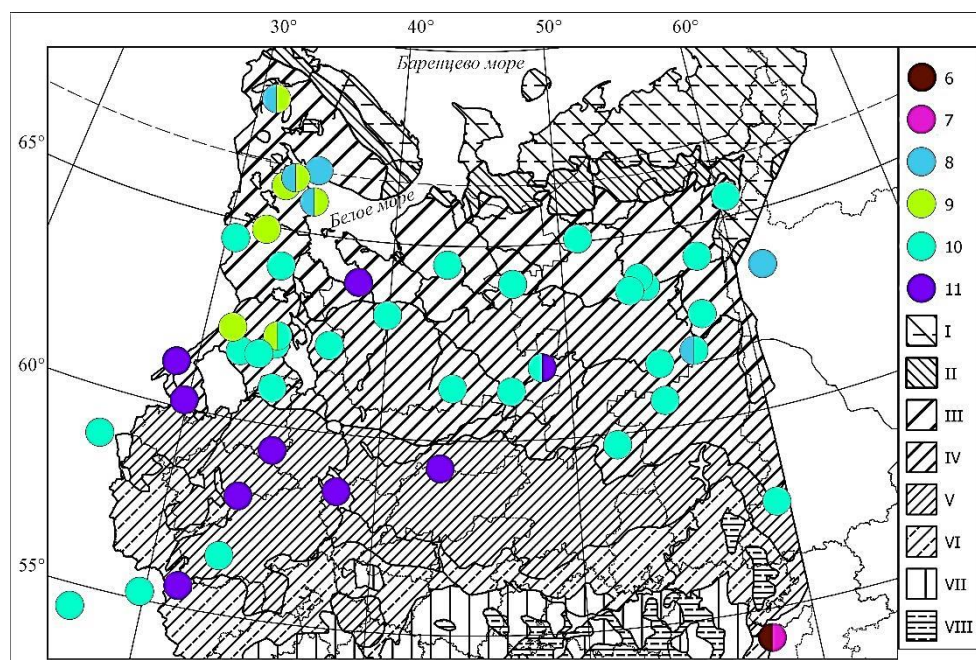 30° 40° 50° 60°
Баренцево море
65°
Белое море
60°
55°
6
7
8
9
10
11
I
II
III
IV
V
VI
VII
VIII